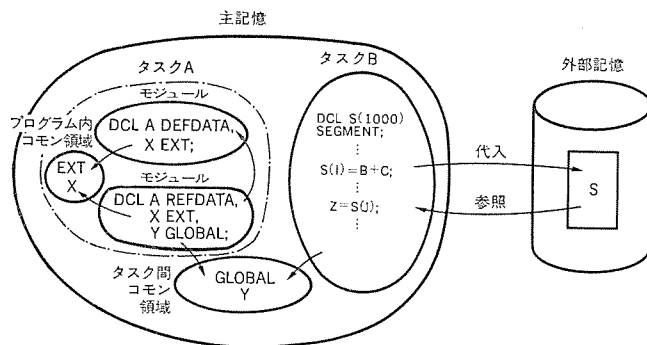 主記憶
タスクA
モジュール
DCL A DEFDATA,
X EXT;
プログラム内
コモン領域
EXT
X
モジュール
DCL A REFDATA,
X EXT,
Y GLOBAL;
タスク間
コモン
領域
GLOBAL
Y
タスクB
DCL S(1000)
SEGMENT;
⋮
S(I)=B+C;
⋮
Z=S(J);
⋮
代入
参照
外部記憶
S